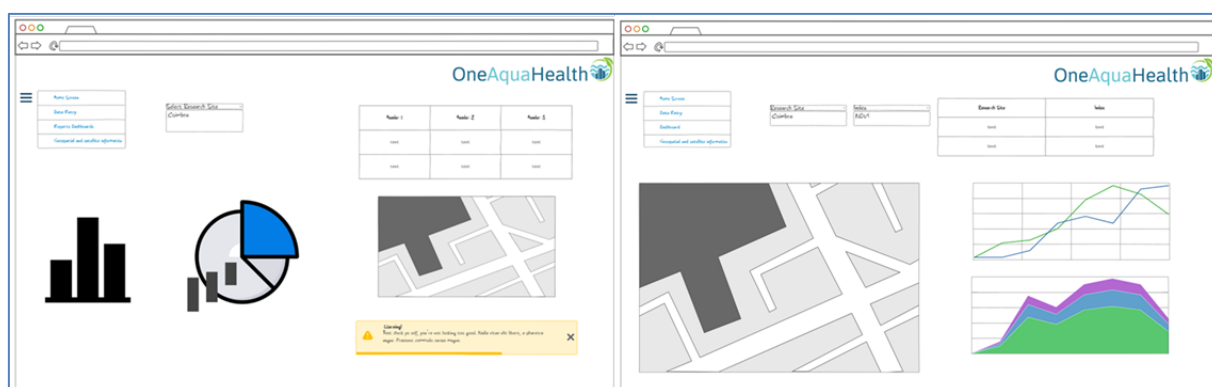 OneAquaHealth
Home Screen
Data Entry
Reports Dashboards
Geospatial and satellite information
Select Research Site
Coimbra
Header 1 Header 2 Header 3
text text text
text text text
Warning!
OneAquaHealth
Home Screen
Data Entry
Dashboard
Geospatial and satellite information
Research Site Index
Coimbra NDVI
Research Site Index
text text
text text